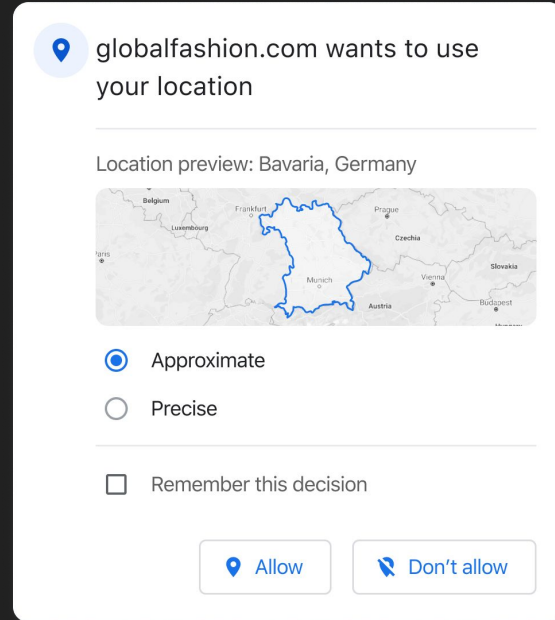 globalfashion.com wants to use
your location
Location preview: Bavaria, Germany
Belgium
Frankfurt
Prague
Luxembourg
Czechia
Paris
Slovakia
Vienna
Munich
Budapest
Austria
Approximate
Precise
Remember this decision
Allow
Don’t allow